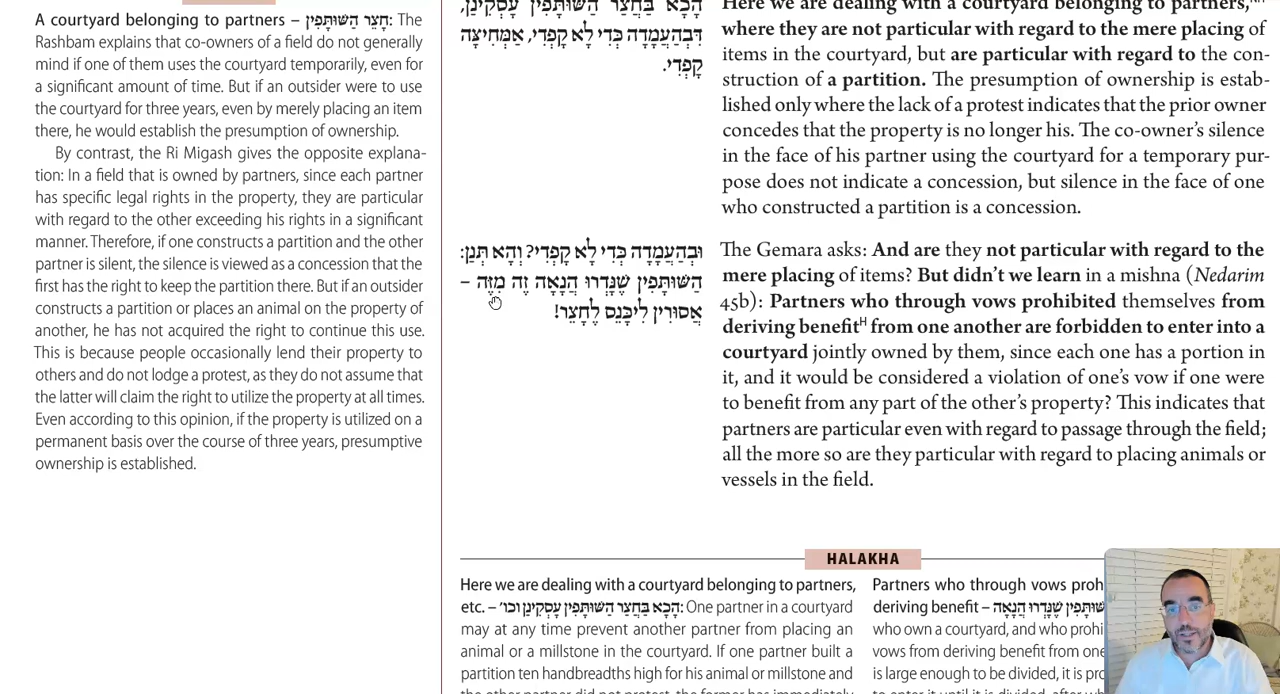 A courtyard belonging to partners – חֲצַר הַשּׁוּתָּפִין: The
Rashbam explains that co-owners of a field do not generally
mind if one of them uses the courtyard temporarily, even for
a significant amount of time. But if an outsider were to use
the courtyard for three years, even by merely placing an item
there, he would establish the presumption of ownership.
By contrast, the Ri Migash gives the opposite explana-
tion: In a field that is owned by partners, since each partner
has specific legal rights in the property, they are particular
with regard to the other exceeding his rights in a significant
manner. Therefore, if one constructs a partition and the other
partner is silent, the silence is viewed as a concession that the
first has the right to keep the partition there. But if an outsider
constructs a partition or places an animal on the property of
another, he has not acquired the right to continue this use.
This is because people occasionally lend their property to
others and do not lodge a protest, as they do not assume that
the latter will claim the right to utilize the property at all times.
Even according to this opinion, if the property is utilized on a
permanent basis over the course of three years, presumptive
ownership is established.
הָכָא בַּחֲצַר הַשּׁוּתָּפִין עָסְקִינַן,
דִּבְהַעֲמָדָה כְּדִי לָא קָפְדִי, אַמְּחִיצָּה
קָפְדִי.
Here we are dealing with a courtyard belonging to partners,
where they are not particular with regard to the mere placing of
items in the courtyard, but are particular with regard to the con-
struction of a partition. The presumption of ownership is estab-
lished only where the lack of a protest indicates that the prior owner
concedes that the property is no longer his. The co-owner's silence
in the face of his partner using the courtyard for a temporary pur-
pose does not indicate a concession, but silence in the face of one
who constructed a partition is a concession.
וּבְהַעֲמָדָה כְּדִי לָא קָפְדִי? וְהָא תְּנַן:
הַשּׁוּתָּפִין שֶׁנָּדְרוּ הֲנָאָה זֶה מִזֶּה –
אֲסוּרִין לִיכָּנֵס לֶחָצֵר!
The Gemara asks: And are they not particular with regard to the
mere placing of items? But didn't we learn in a mishna (Nedarim
45b): Partners who through vows prohibited themselves from
deriving benefitᴴ from one another are forbidden to enter into a
courtyard jointly owned by them, since each one has a portion in
it, and it would be considered a violation of one's vow if one were
to benefit from any part of the other's property? This indicates that
partners are particular even with regard to passage through the field;
all the more so are they particular with regard to placing animals or
vessels in the field.
HALAKHA
Here we are dealing with a courtyard belonging to partners,
etc. – הָכָא בַּחֲצַר הַשּׁוּתָּפִין עָסְקִינַן וכו׳: One partner in a courtyard
may at any time prevent another partner from placing an
animal or a millstone in the courtyard. If one partner built a
partition ten handbreadths high for his animal or millstone and
the other partner did not protest, the former has immediately
Partners who through vows proh
deriving benefit – שּׁוּתָּפִין שֶׁנָּדְרוּ הֲנָאָה
who own a courtyard, and who prohi
vows from deriving benefit from one
is large enough to be divided, it is pro
to enter it until it is divided, after wh